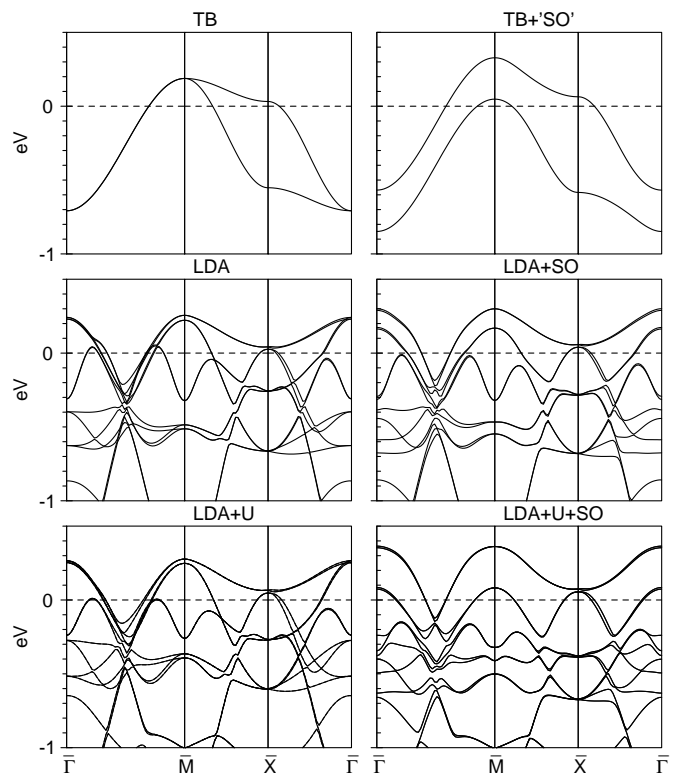 TB TB+'SO'
eV
0
-1
LDA LDA+SO
eV
0
-1
LDA+U LDA+U+SO
eV
0
-1
Γ̄ M̄ X̄ Γ̄ Γ̄ M̄ X̄ Γ̄